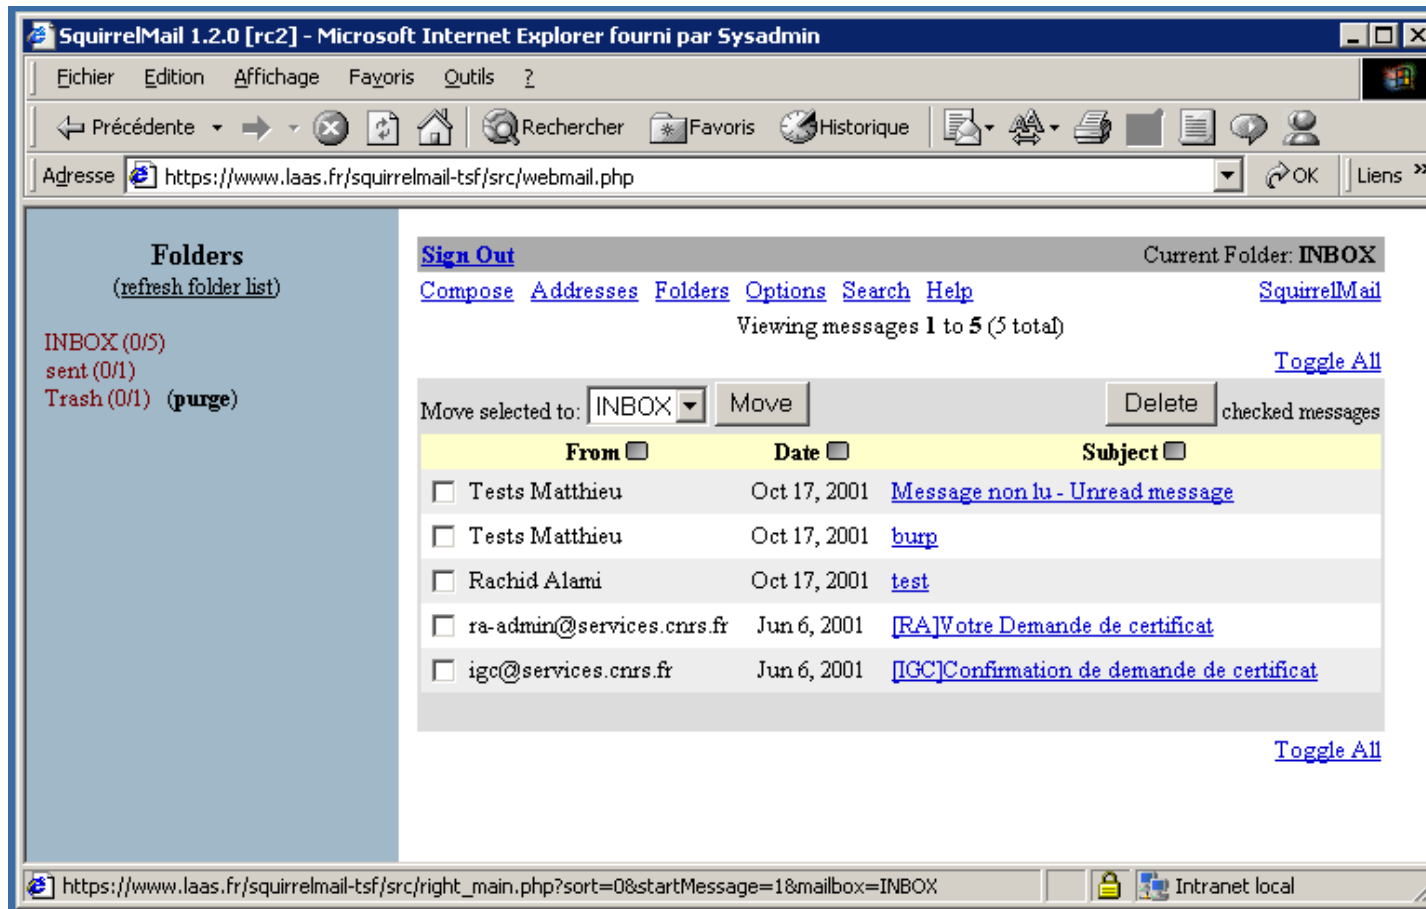 SquirrelMail 1.2.0 [rc2] - Microsoft Internet Explorer fourni par Sysadmin
Fichier Edition Affichage Favoris Outils ?
Précédente Rechercher Favoris Historique
Adresse https://www.laas.fr/squirrelmail-tsf/src/webmail.php OK Liens »
Folders
(refresh folder list)
INBOX (0/5)
sent (0/1)
Trash (0/1) (purge)
Sign Out Current Folder: INBOX
Compose Addresses Folders Options Search Help SquirrelMail
Viewing messages 1 to 5 (5 total)
Toggle All
Move selected to: INBOX Move Delete checked messages
From Date Subject
Tests Matthieu Oct 17, 2001 Message non lu - Unread message
Tests Matthieu Oct 17, 2001 burp
Rachid Alami Oct 17, 2001 test
ra-admin@services.cnrs.fr Jun 6, 2001 [RA]Votre Demande de certificat
igc@services.cnrs.fr Jun 6, 2001 [IGC]Confirmation de demande de certificat
Toggle All
https://www.laas.fr/squirrelmail-tsf/src/right_main.php?sort=0&startMessage=1&mailbox=INBOX Intranet local